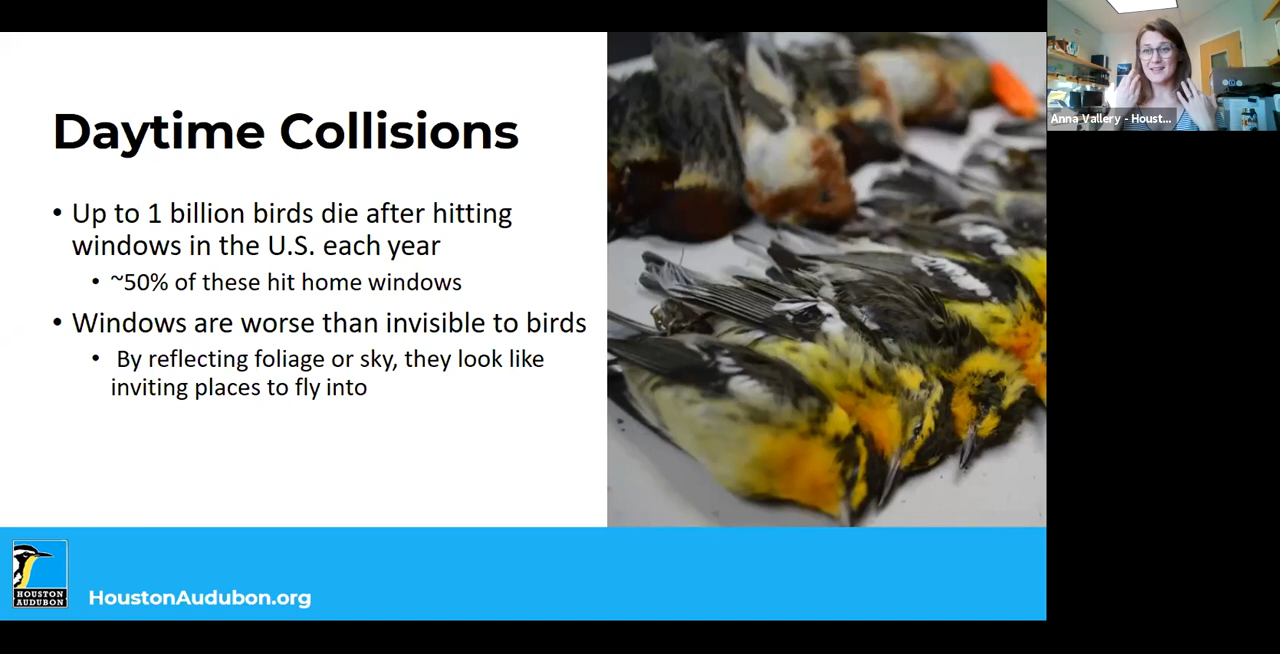 Daytime Collisions
• Up to 1 billion birds die after hitting
windows in the U.S. each year
• ~50% of these hit home windows
• Windows are worse than invisible to birds
• By reflecting foliage or sky, they look like
inviting places to fly into
HOUSTON
AUDUBON
HoustonAudubon.org
Anna Vallery - Houst...